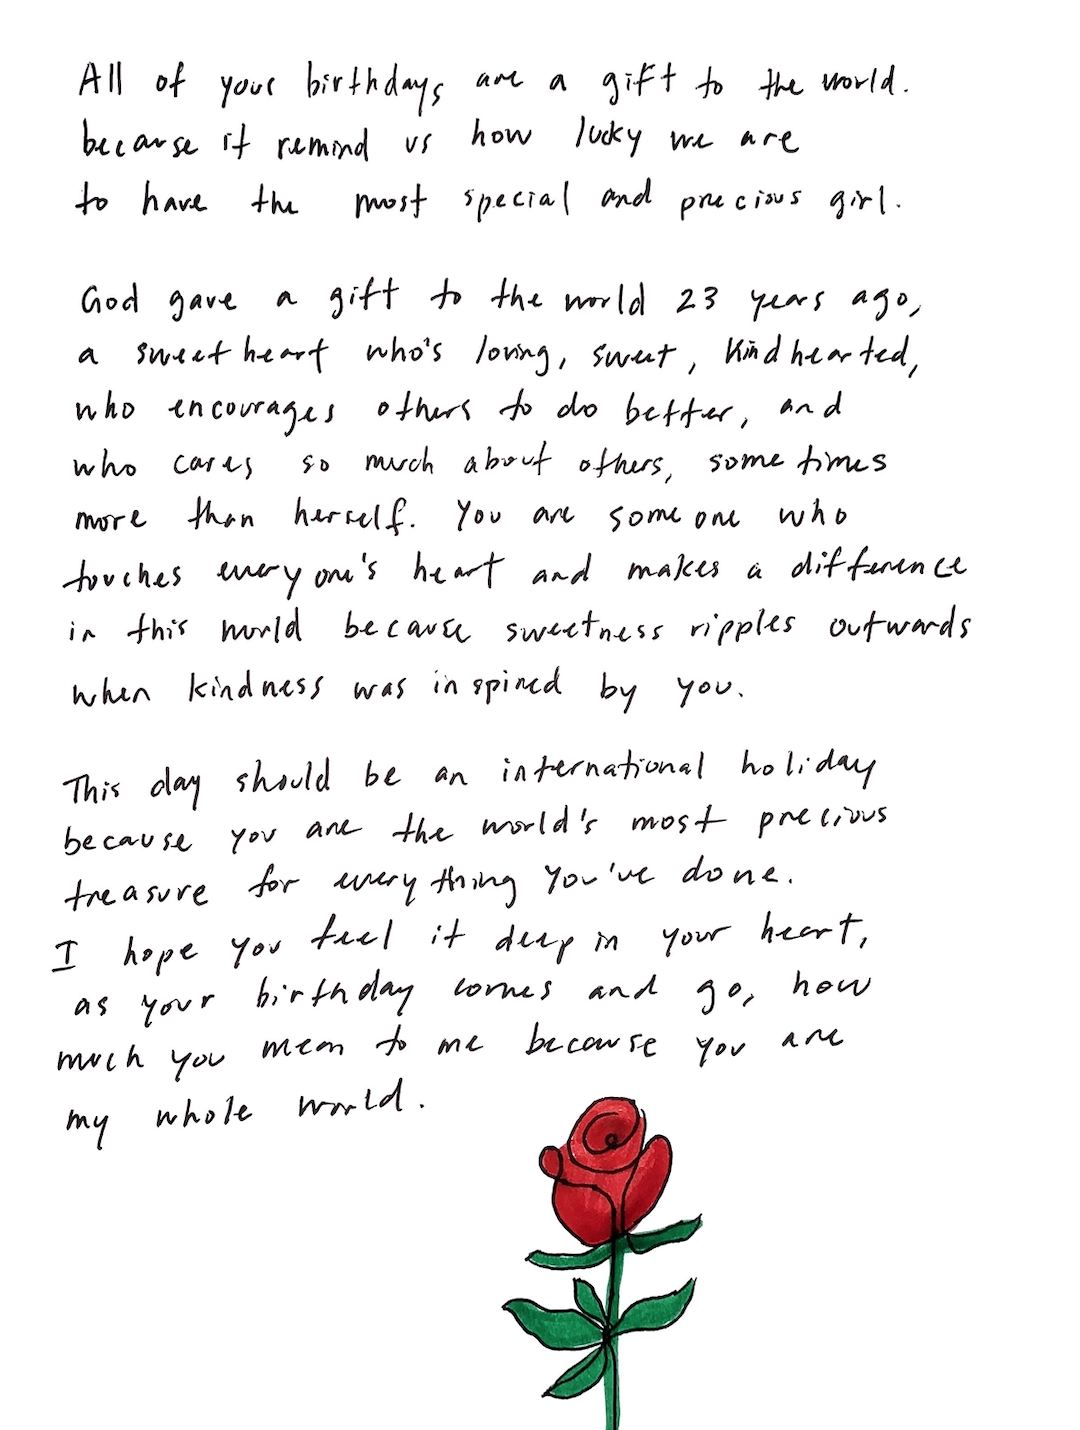 All of your birthdays are a gift to the world.
because it remind us how lucky we are
to have the most special and precious girl.
God gave a gift to the world 23 years ago,
a sweetheart who's loving, sweet, kindhearted,
who encourages others to do better, and
who cares so much about others, sometimes
more than herself. You are someone who
touches everyone's heart and makes a difference
in this world because sweetness ripples outwards
when kindness was inspired by you.
This day should be an international holiday
because you are the world's most precious
treasure for everything you've done.
I hope you feel it deep in your heart,
as your birthday comes and go, how
much you mean to me because you are
my whole world.